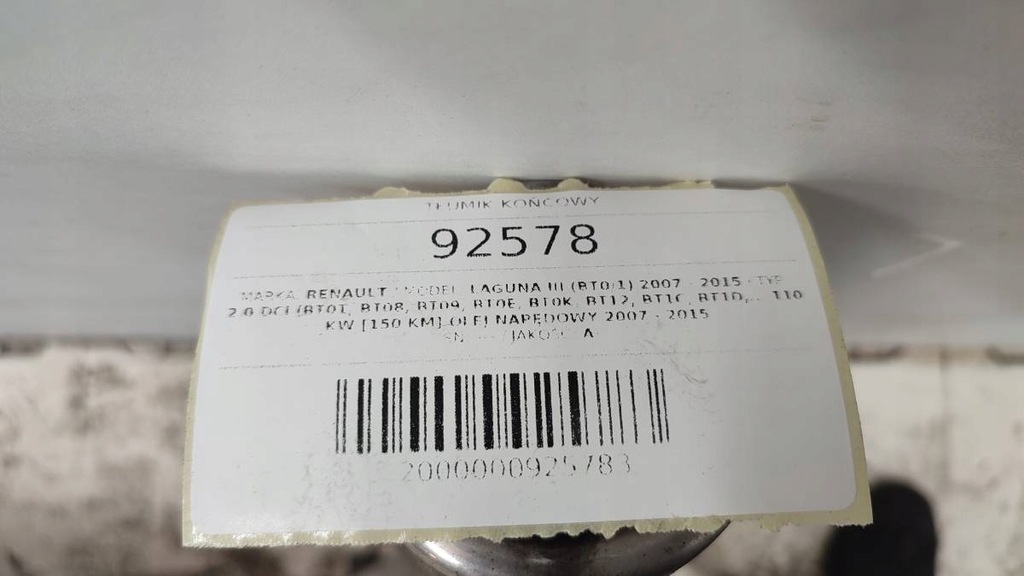 TŁUMIK KOŃCOWY
92578
MARKA: RENAULT / MODEL: LAGUNA III (BT0/1) 2007 - 2015 / TYP:
2.0 DCI (BT01, BT08, BT09, BT0E, BT0K, BT12, BT1C, BT1D,... 110
KW [150 KM] OLEJ NAPĘDOWY 2007 - 2015
/JAKOŚĆ: A
2000000925783